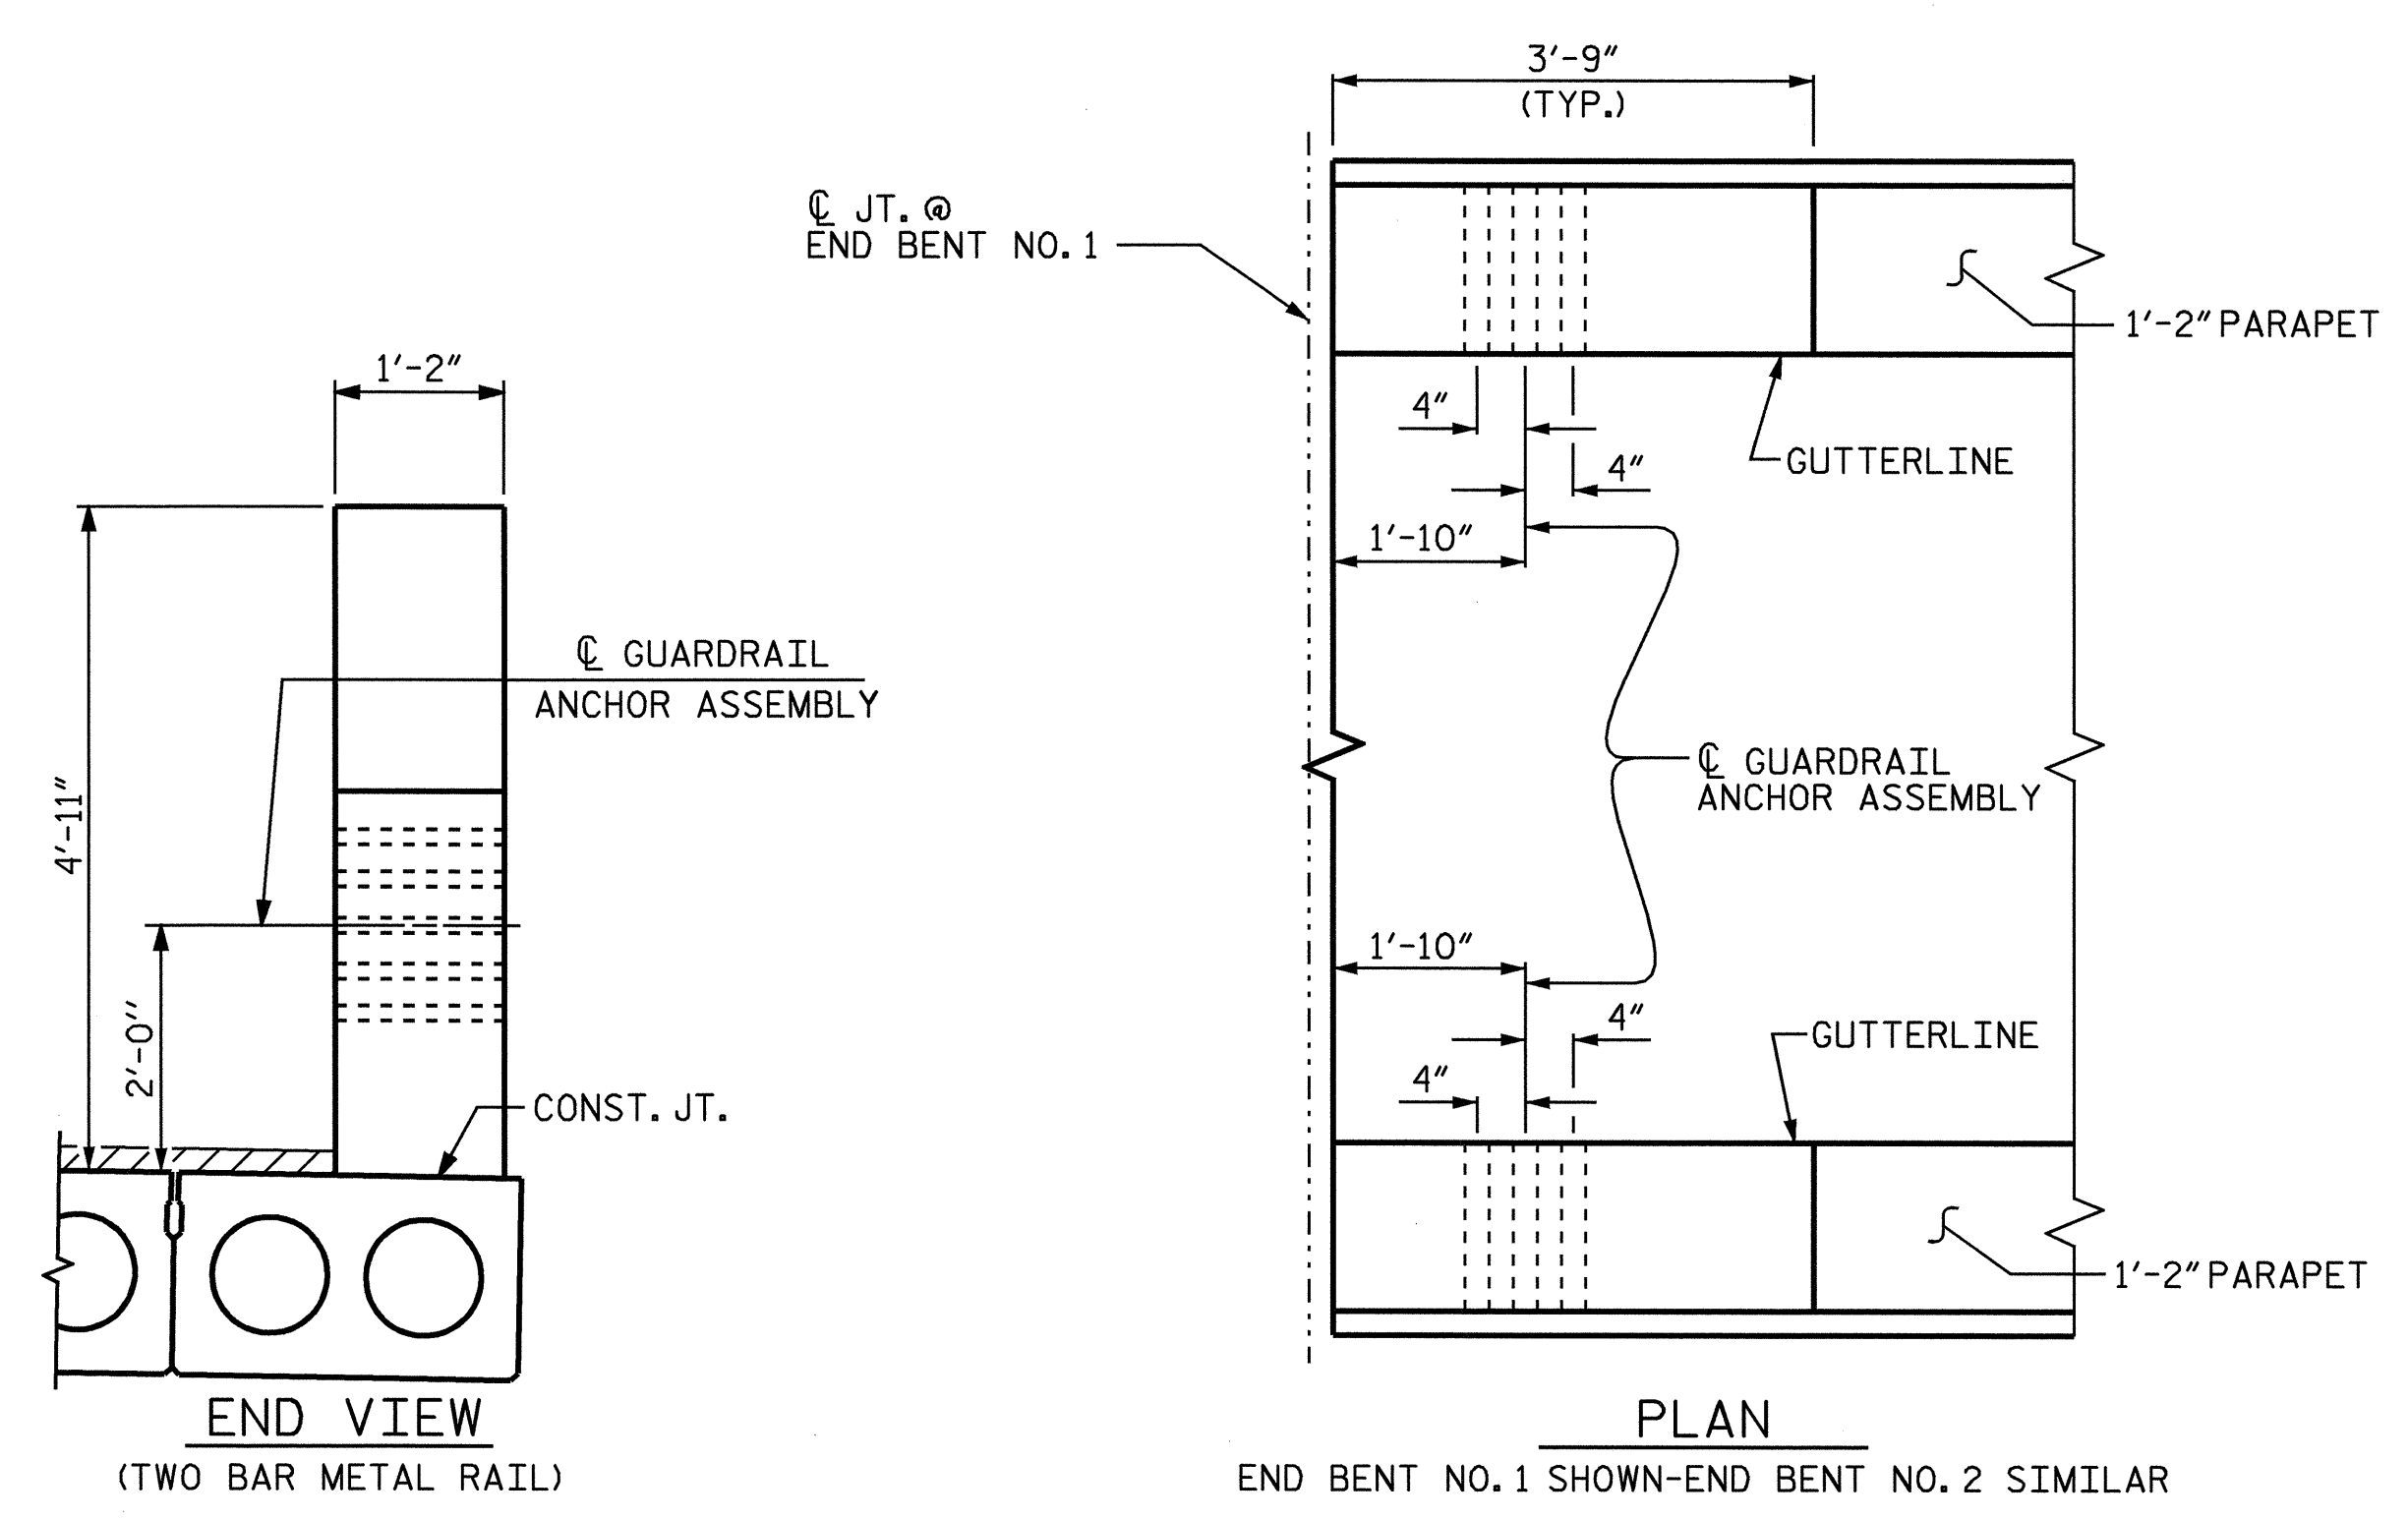 3'-9"
(TYP.)
℄ JT. @
END BENT NO. 1
1'-2" PARAPET
1'-2"
4"
GUTTERLINE
4"
1'-10"
℄ GUARDRAIL
ANCHOR ASSEMBLY
℄ GUARDRAIL
ANCHOR ASSEMBLY
4'-11"
1'-10"
2'-0"
4"
GUTTERLINE
4"
CONST. JT.
1'-2" PARAPET
END VIEW
(TWO BAR METAL RAIL)
PLAN
END BENT NO. 1 SHOWN-END BENT NO. 2 SIMILAR